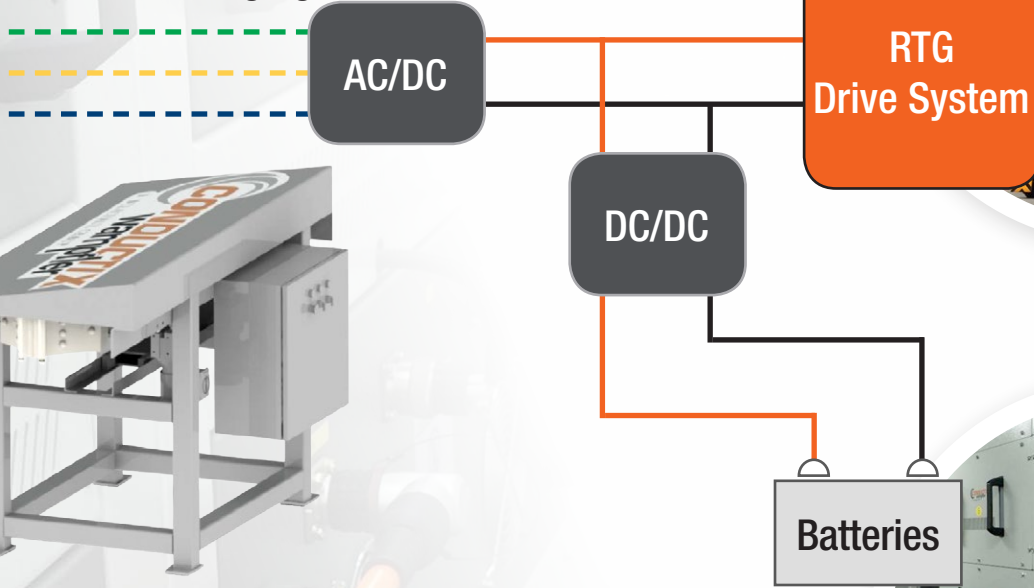 AC/DC
RTG
Drive System
DC/DC
CONDUCTIX
wampfler
Batteries